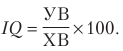 IQ = УВ/ХВ × 100.